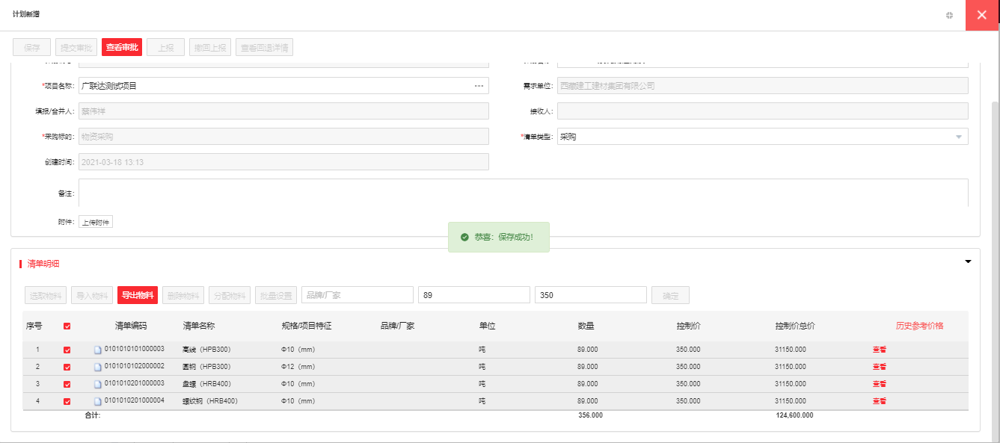 计划新增
保存 提交审批 查看审批 上报 撤回上报 查看回退详情
*项目名称: 广联达测试项目 ··· 需求单位: 西藏建工建材集团有限公司
填报/合并人: 蔡伟样 接收人:
*采购标的: 物资采购 *清单类型: 采购
创建时间: 2021-03-18 13:13
备注:
附件: 上传附件
恭喜：保存成功！
清单明细
选取物料 导入物料 导出物料 删除物料 分配物料 批量设置 品牌/厂家 89 350 确定
序号 清单编码 清单名称 规格/项目特征 品牌/厂家 单位 数量 控制价 控制价总价 历史参考价格
1 0101010101000003 高线（HPB300） Φ10（mm） 吨 89.000 350.000 31150.000 查看
2 0101010102000002 圆钢（HPB300） Φ12（mm） 吨 89.000 350.000 31150.000 查看
3 0101010201000003 盘螺（HRB400） Φ10（mm） 吨 89.000 350.000 31150.000 查看
4 0101010201000004 螺纹钢（HRB400） Φ10（mm） 吨 89.000 350.000 31150.000 查看
合计: 356.000 124,600.000